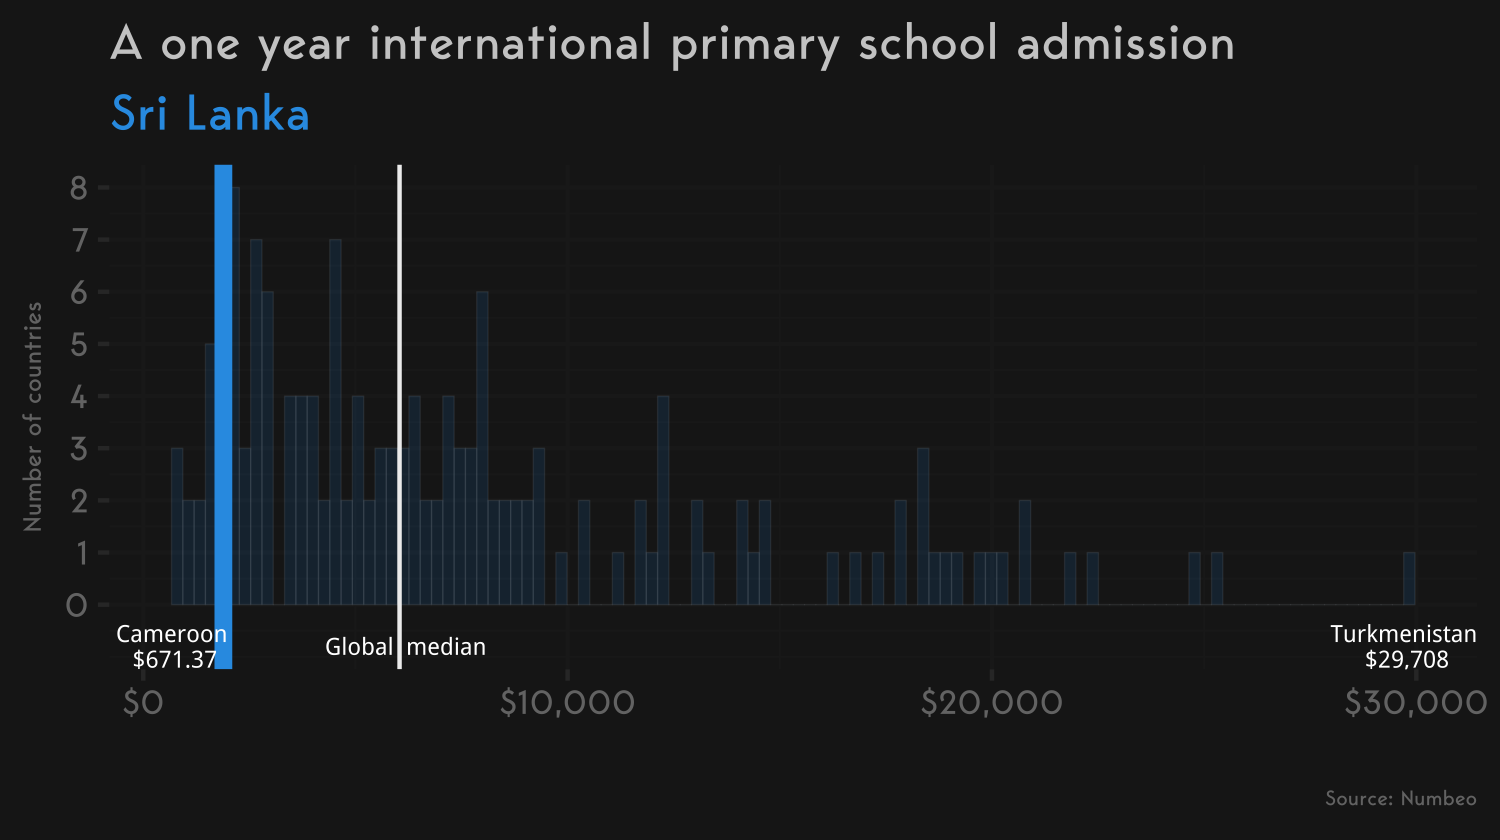 A one year international primary school admission
Sri Lanka
Number of countries
8
7
6
5
4
3
2
1
0
Cameroon
$671.37
Global median
Turkmenistan
$29,708
$0
$10,000
$20,000
$30,000
Source: Numbeo